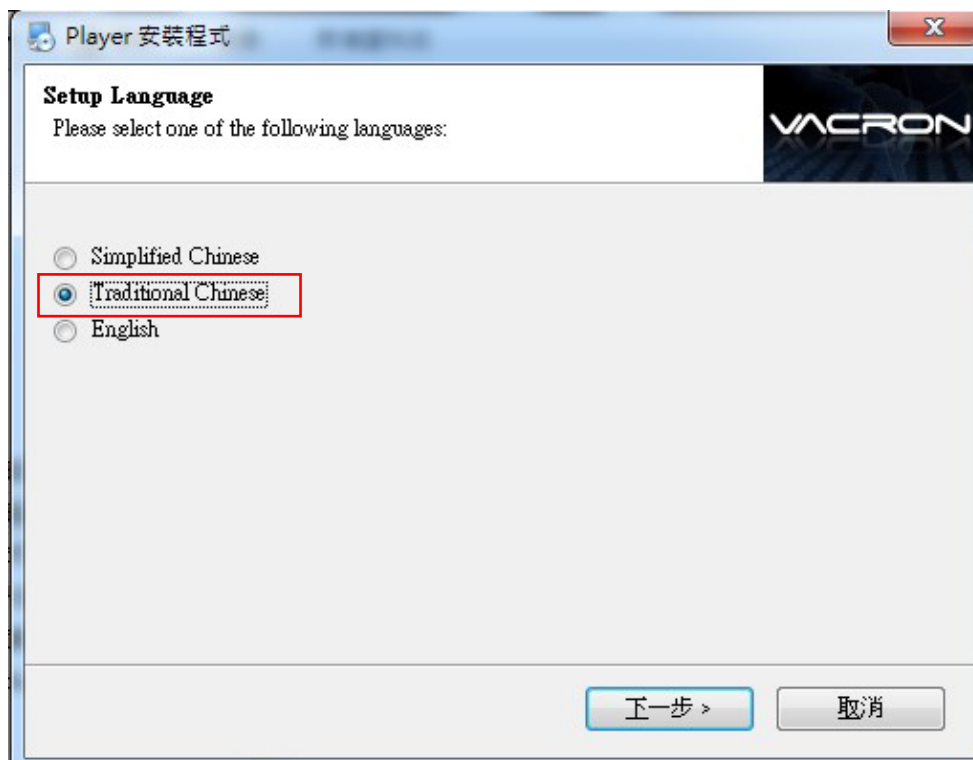 Player 安裝程式
Setup Language
Please select one of the following languages:
VACRON
Simplified Chinese
Traditional Chinese
English
下一步 >
取消